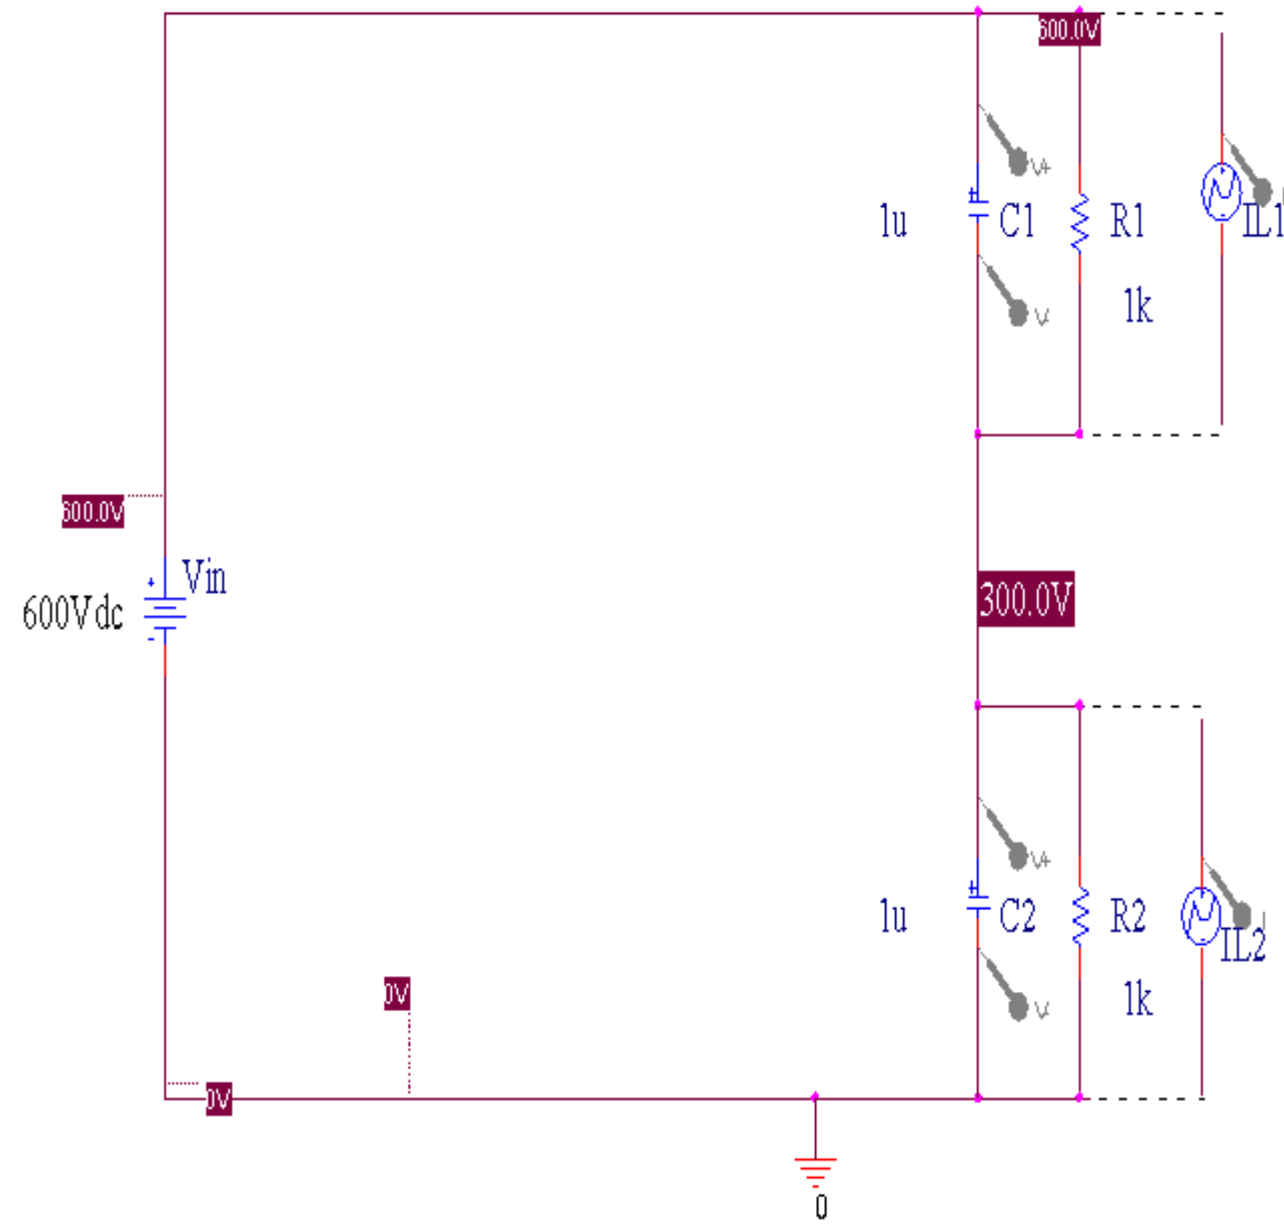 600.0V
V+
1u
C1
R1
IL1
V-
1k
600.0V
+
Vin
600Vdc
-
300.0V
V+
1u
C2
R2
I
IL2
0V
V-
1k
0V
0